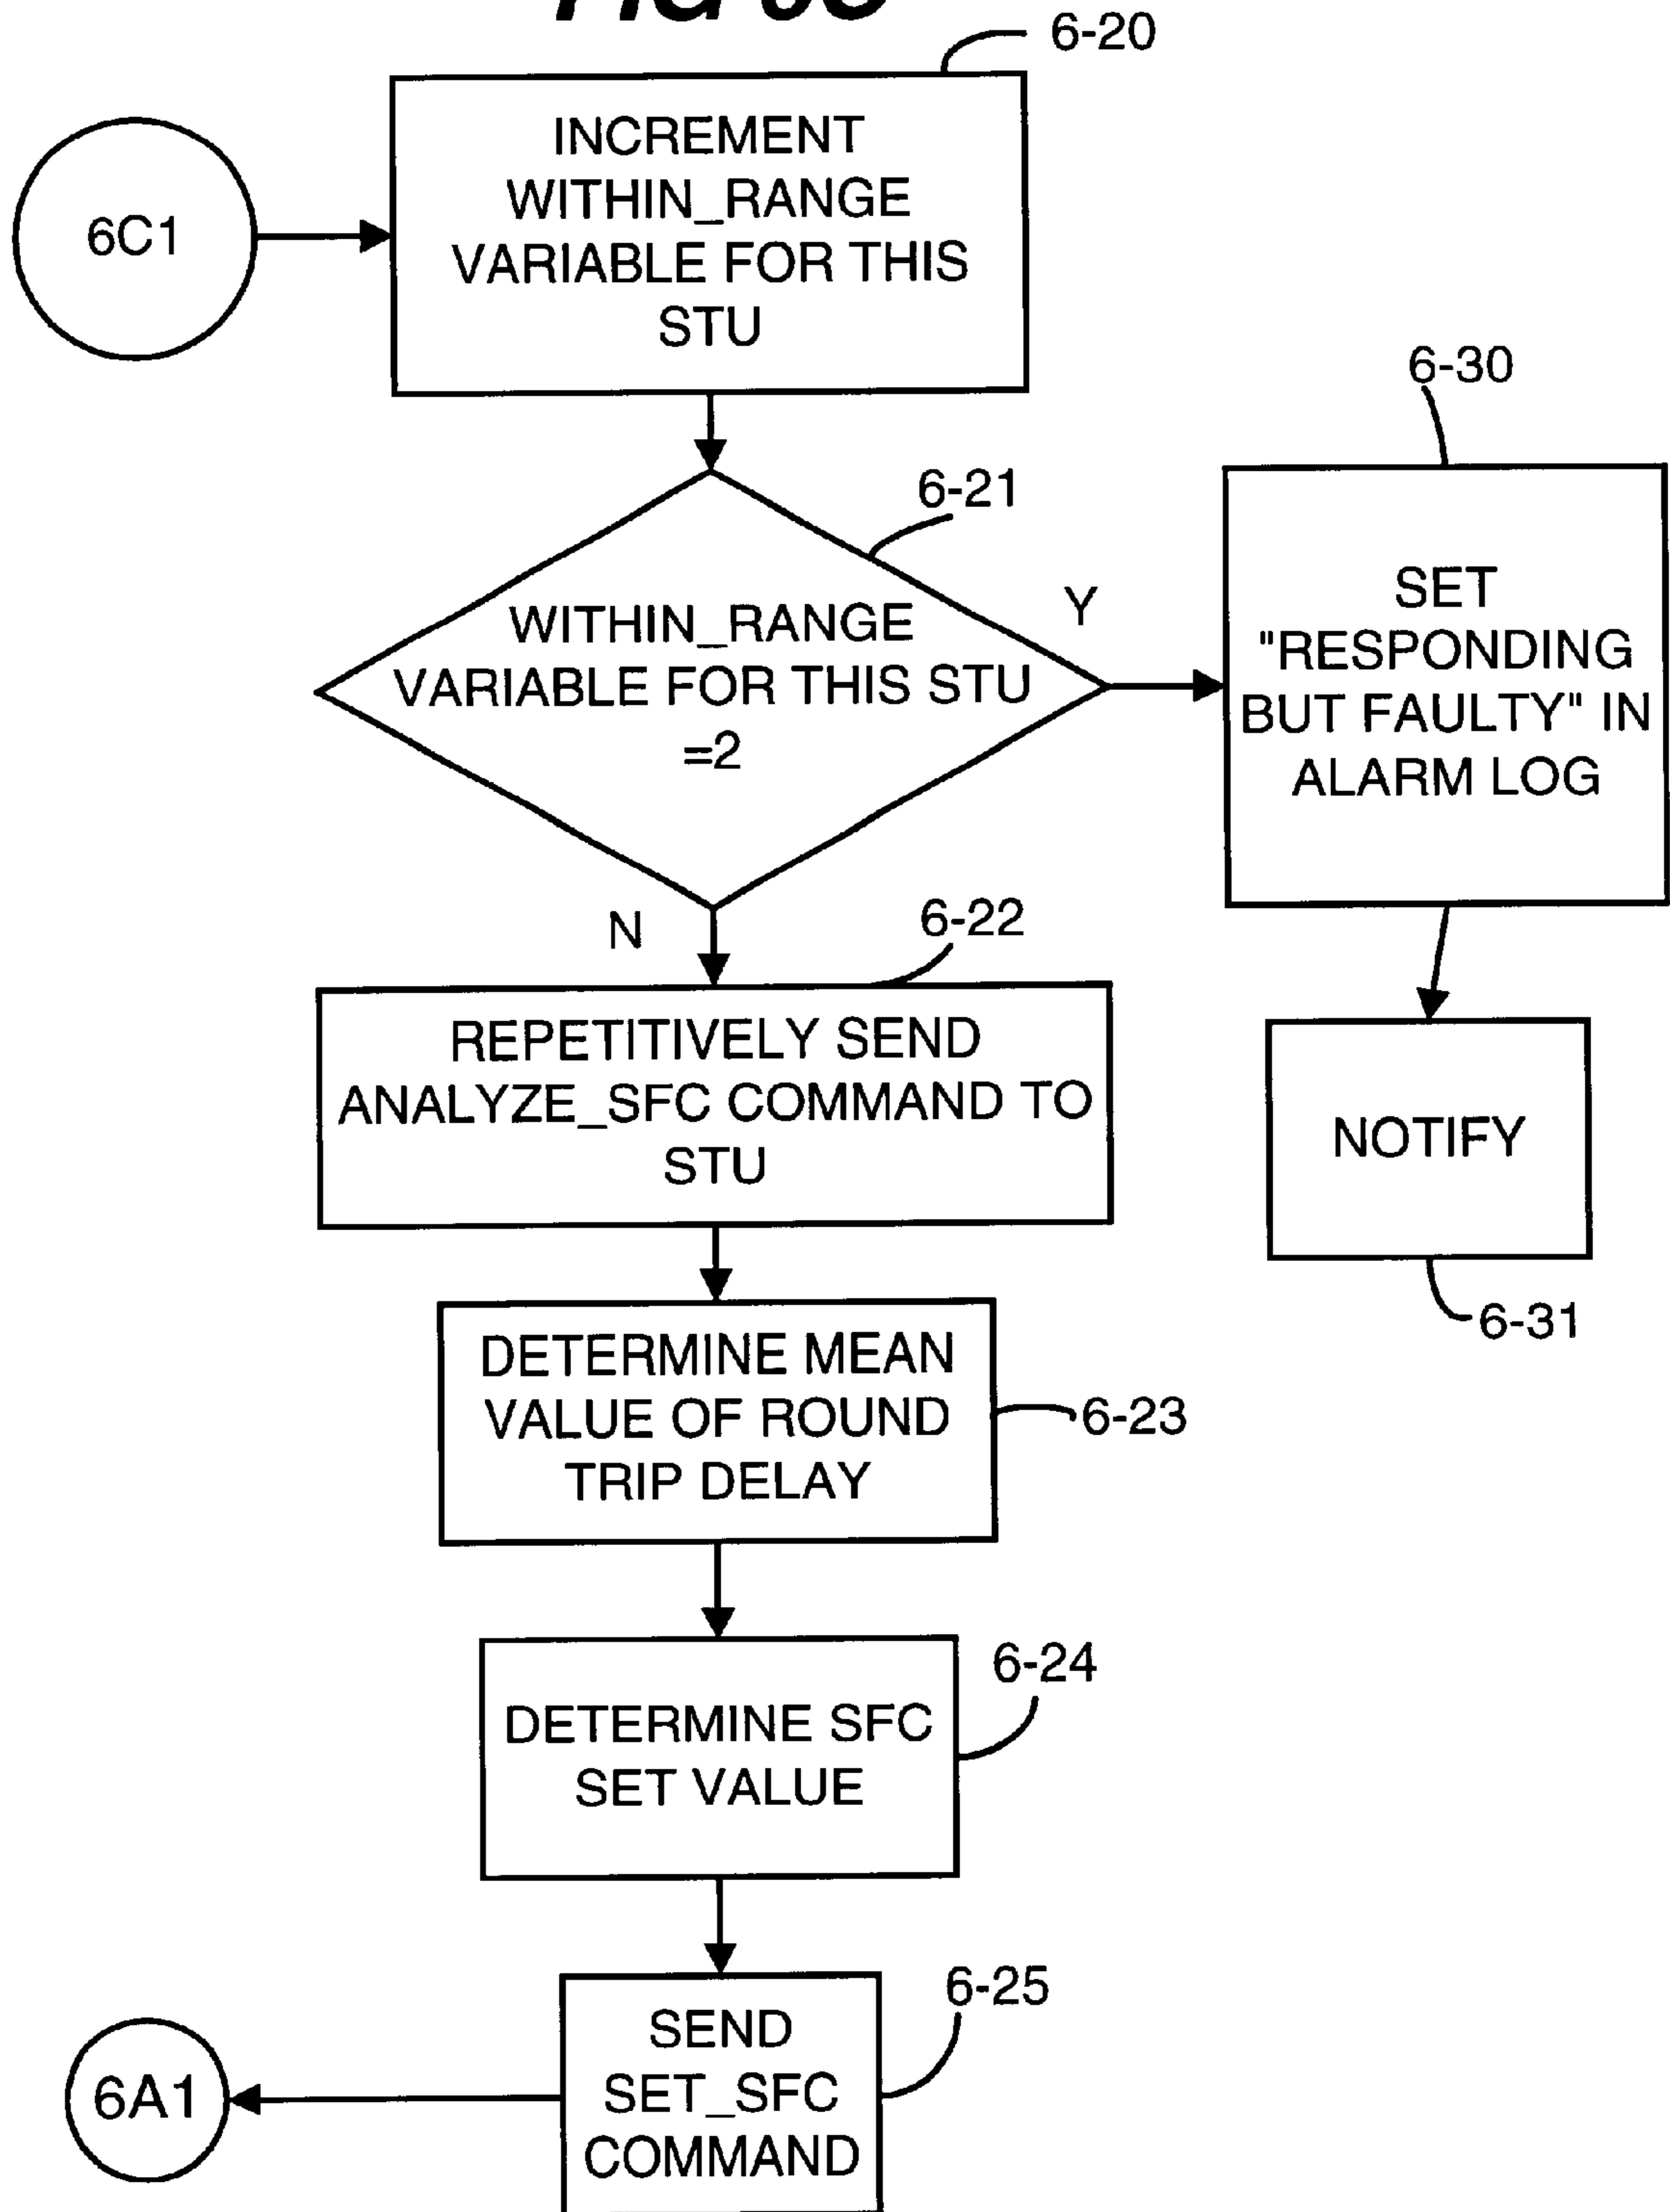 6-20
INCREMENT
WITHIN_RANGE
VARIABLE FOR THIS
STU
6C1
6-30
6-21
Y
WITHIN_RANGE
VARIABLE FOR THIS STU
=2
SET
"RESPONDING
BUT FAULTY" IN
ALARM LOG
N
6-22
REPETITIVELY SEND
ANALYZE_SFC COMMAND TO
STU
NOTIFY
6-31
DETERMINE MEAN
VALUE OF ROUND
TRIP DELAY
6-23
6-24
DETERMINE SFC
SET VALUE
6-25
SEND
SET_SFC
COMMAND
6A1